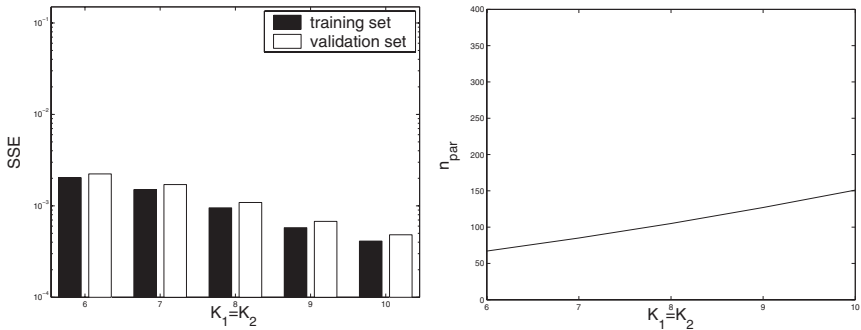 training set
validation set
10⁻¹
10⁻²
10⁻³
10⁻⁴
SSE
6 7 8 9 10
K₁=K₂
400
350
300
250
200
150
100
50
0
n_par
6 7 8 9 10
K₁=K₂